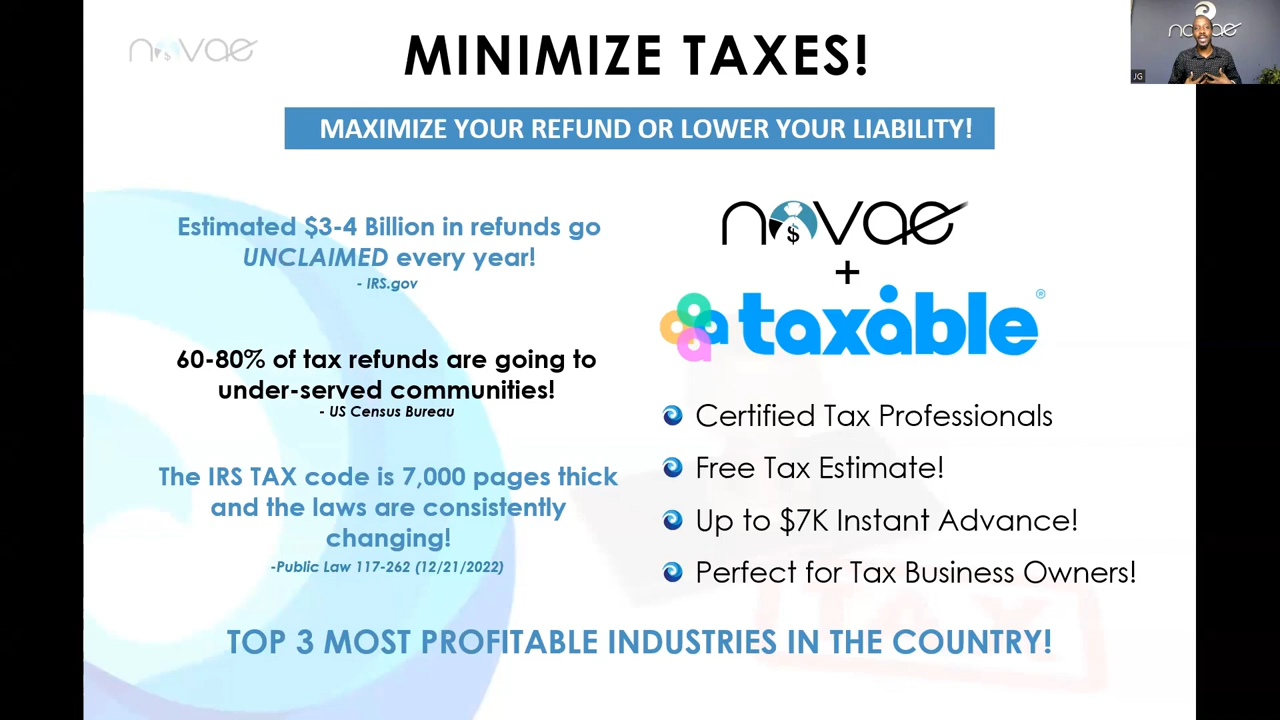 novae
MINIMIZE TAXES!
novae
JG
MAXIMIZE YOUR REFUND OR LOWER YOUR LIABILITY!
Estimated $3-4 Billion in refunds go
UNCLAIMED every year!
- IRS.gov
60-80% of tax refunds are going to
under-served communities!
- US Census Bureau
The IRS TAX code is 7,000 pages thick
and the laws are consistently
changing!
-Public Law 117-262 (12/21/2022)
novae
$
+
taxable®
Certified Tax Professionals
Free Tax Estimate!
Up to $7K Instant Advance!
Perfect for Tax Business Owners!
TAX
TOP 3 MOST PROFITABLE INDUSTRIES IN THE COUNTRY!